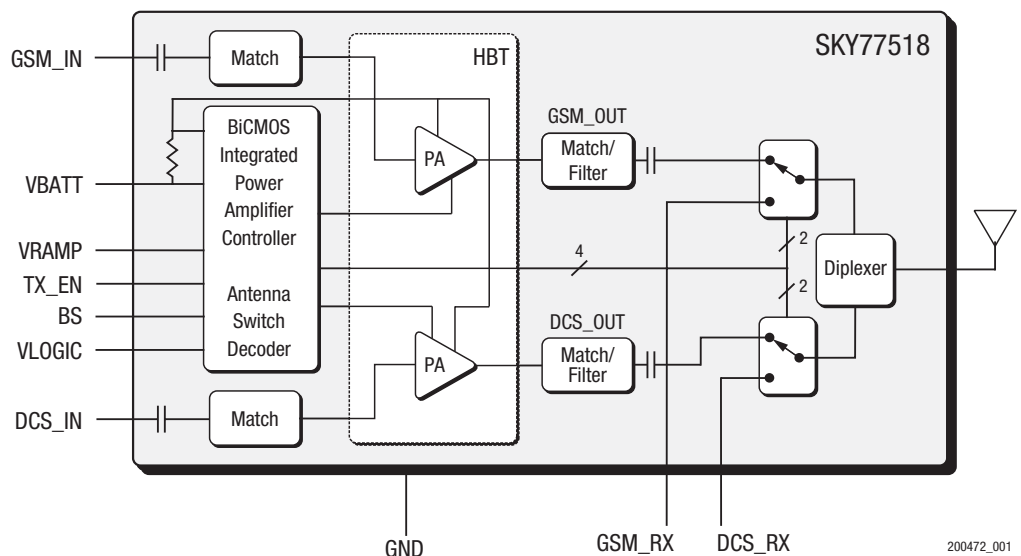 SKY77518
GSM_IN
Match
HBT
GSM_OUT
BiCMOS
Integrated
Power
Amplifier
Controller
Antenna
Switch
Decoder
PA
Match/
Filter
VBATT
VRAMP
TX_EN
BS
VLOGIC
4
2
2
Diplexer
DCS_OUT
PA
Match/
Filter
DCS_IN
Match
GND
GSM_RX
DCS_RX
200472_001